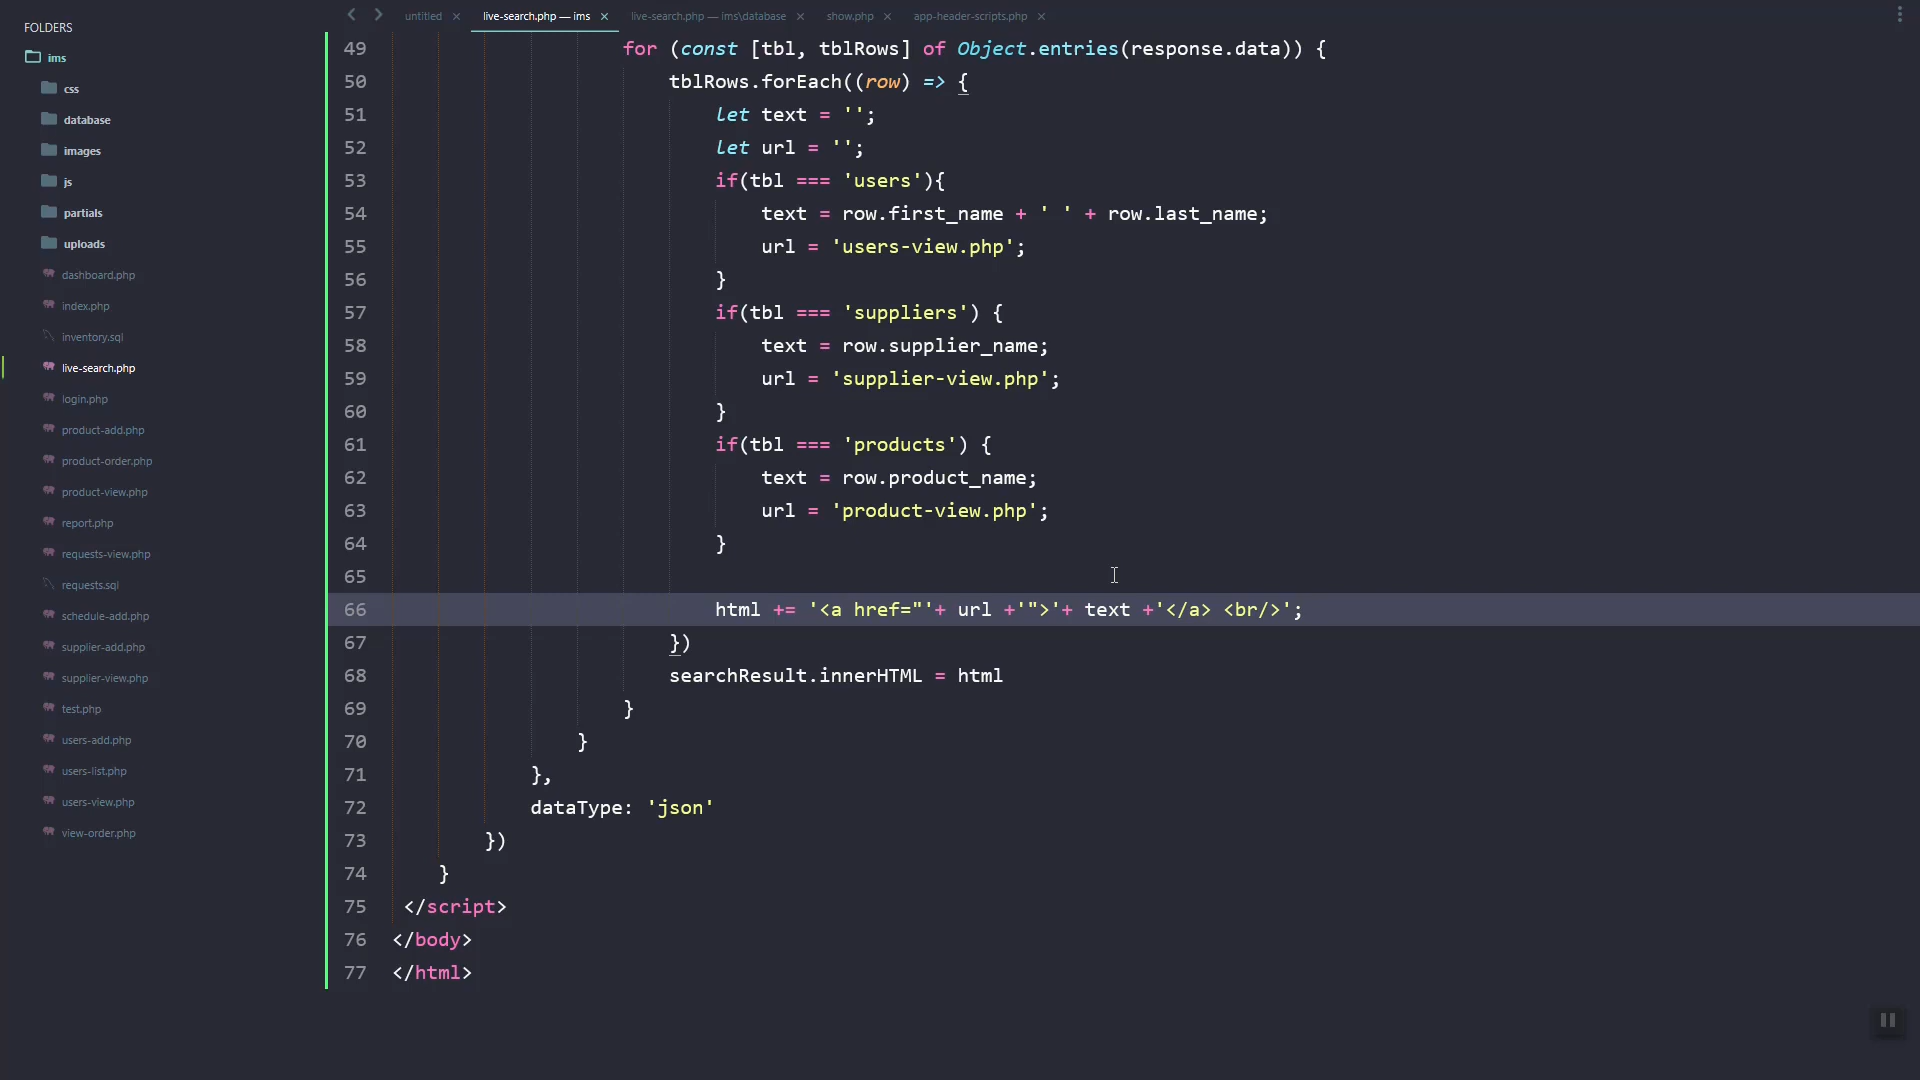 FOLDERS
ims
css
database
images
js
partials
uploads
dashboard.php
index.php
inventory.sql
live-search.php
login.php
product-add.php
product-order.php
product-view.php
report.php
requests-view.php
requests.sql
schedule-add.php
supplier-add.php
supplier-view.php
test.php
users-add.php
users-list.php
users-view.php
view-order.php
untitled × live-search.php — ims × live-search.php — ims\database × show.php × app-header-scripts.php ×
49 for (const [tbl, tblRows] of Object.entries(response.data)) {
50 tblRows.forEach((row) => {
51 let text = '';
52 let url = '';
53 if(tbl === 'users'){
54 text = row.first_name + ' ' + row.last_name;
55 url = 'users-view.php';
56 }
57 if(tbl === 'suppliers') {
58 text = row.supplier_name;
59 url = 'supplier-view.php';
60 }
61 if(tbl === 'products') {
62 text = row.product_name;
63 url = 'product-view.php';
64 }
65
66 html += '<a href="'+ url +'">'+ text +'</a> <br/>';
67 })
68 searchResult.innerHTML = html
69 }
70 }
71 },
72 dataType: 'json'
73 })
74 }
75 </script>
76 </body>
77 </html>